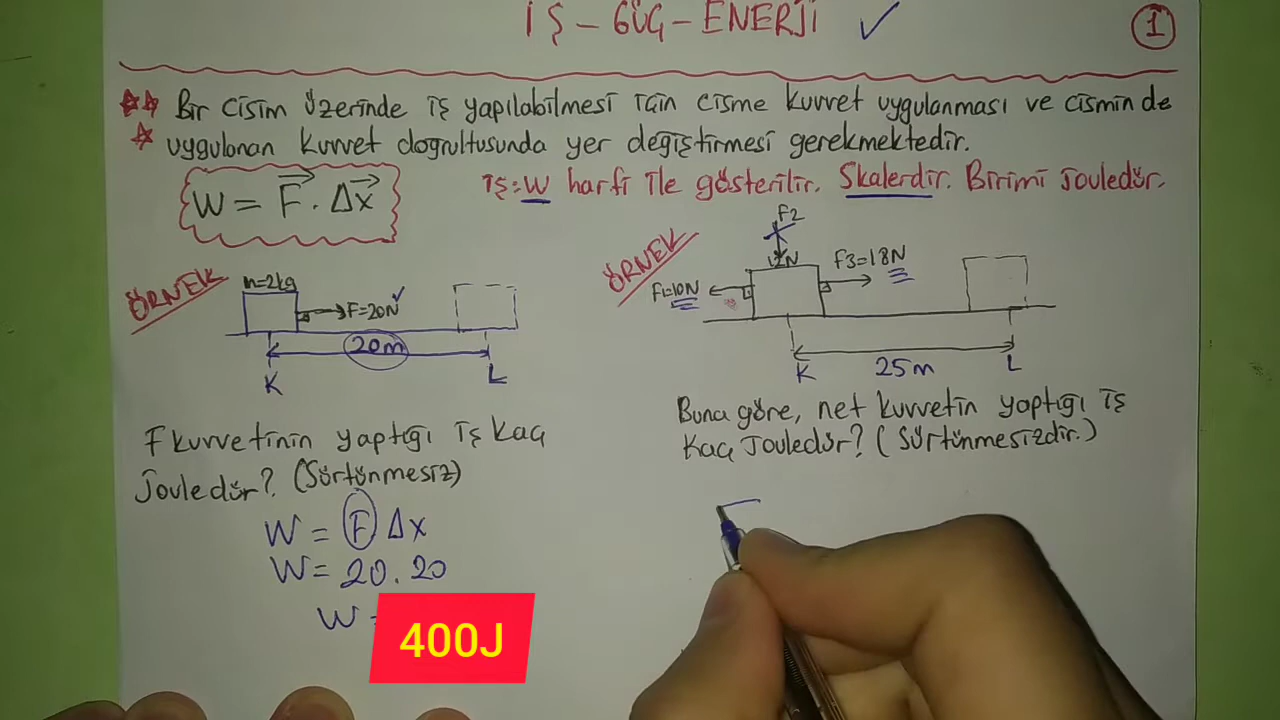 İŞ - GÜÇ - ENERJİ
1
Bir cisim üzerinde iş yapılabilmesi için cisme kuvvet uygulanması ve cismin de
uygulanan kuvvet doğrultusunda yer değiştirmesi gerekmektedir.
W = F . Δx
İş: W harfi ile gösterilir. Skalerdir. Birimi Jouledür.
ÖRNEK
m=2kg
F=20N
20m
K
L
F kuvvetinin yaptığı iş kaç
Jouledür? (Sürtünmesiz)
W = F Δx
W = 20.20
W =
400J
ÖRNEK
F2
12N
F1=10N
F3=18N
25m
K
L
Buna göre, net kuvvetin yaptığı iş
Kaç Jouledür? (Sürtünmesizdir.)